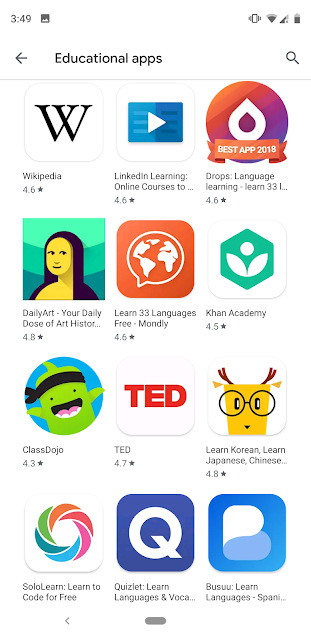 3:49
Educational apps
W
BEST APP 2018
Wikipedia
4.6 ★
LinkedIn Learning:
Online Courses to ...
4.6 ★
Drops: Language
learning - learn 33 l...
4.6 ★
DailyArt - Your Daily
Dose of Art Histor...
4.8 ★
Learn 33 Languages
Free - Mondly
4.6 ★
Khan Academy
4.5 ★
TED
ClassDojo
4.3 ★
TED
4.7 ★
Learn Korean, Learn
Japanese, Chinese...
4.8 ★
Q
B
SoloLearn: Learn to
Code for Free
Quizlet: Learn
Languages & Voca...
Busuu: Learn
Languages - Spani...